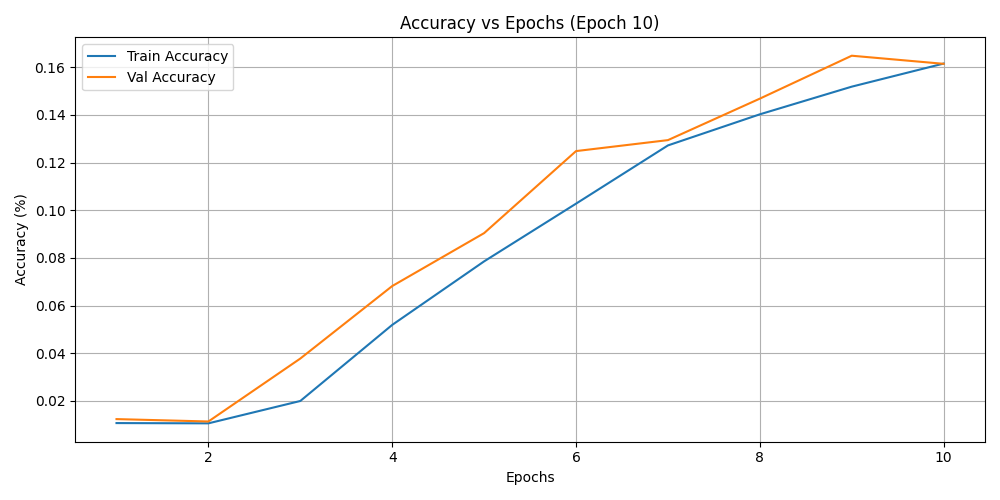 Accuracy vs Epochs (Epoch 10)
Train Accuracy
Val Accuracy
Accuracy (%)
0.16
0.14
0.12
0.10
0.08
0.06
0.04
0.02
2 4 6 8 10
Epochs